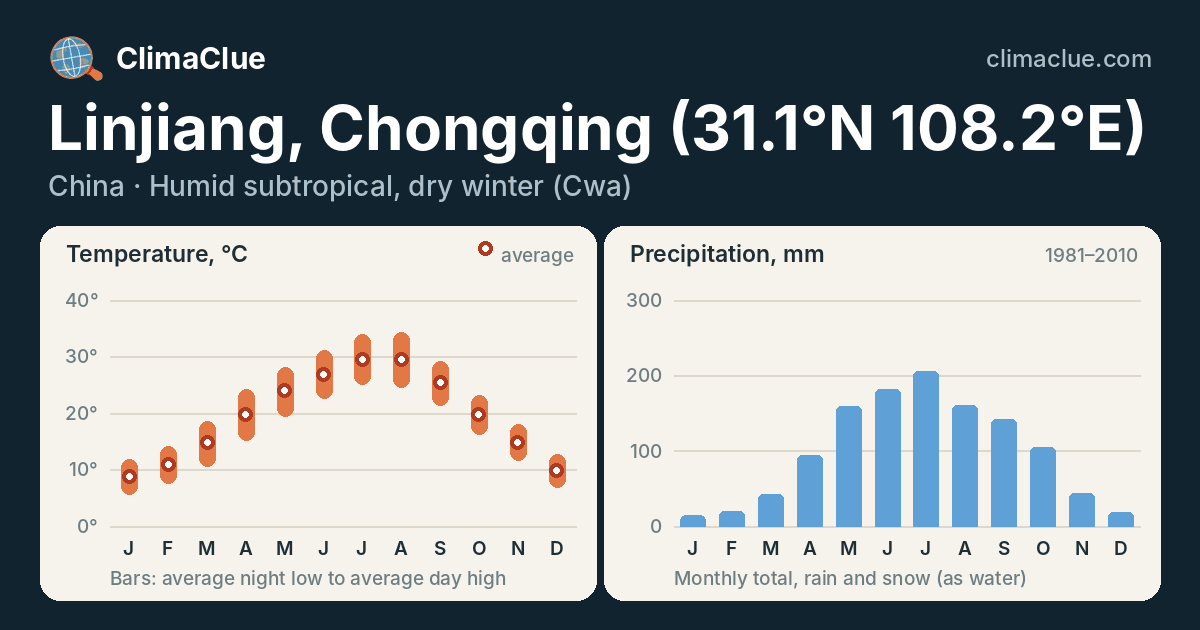 ClimaClue
climaclue.com
Linjiang, Chongqing (31.1°N 108.2°E)
China · Humid subtropical, dry winter (Cwa)
Temperature, °C
average
40°
30°
20°
10°
0°
J F M A M J J A S O N D
Bars: average night low to average day high
Precipitation, mm
1981–2010
300
200
100
0
J F M A M J J A S O N D
Monthly total, rain and snow (as water)